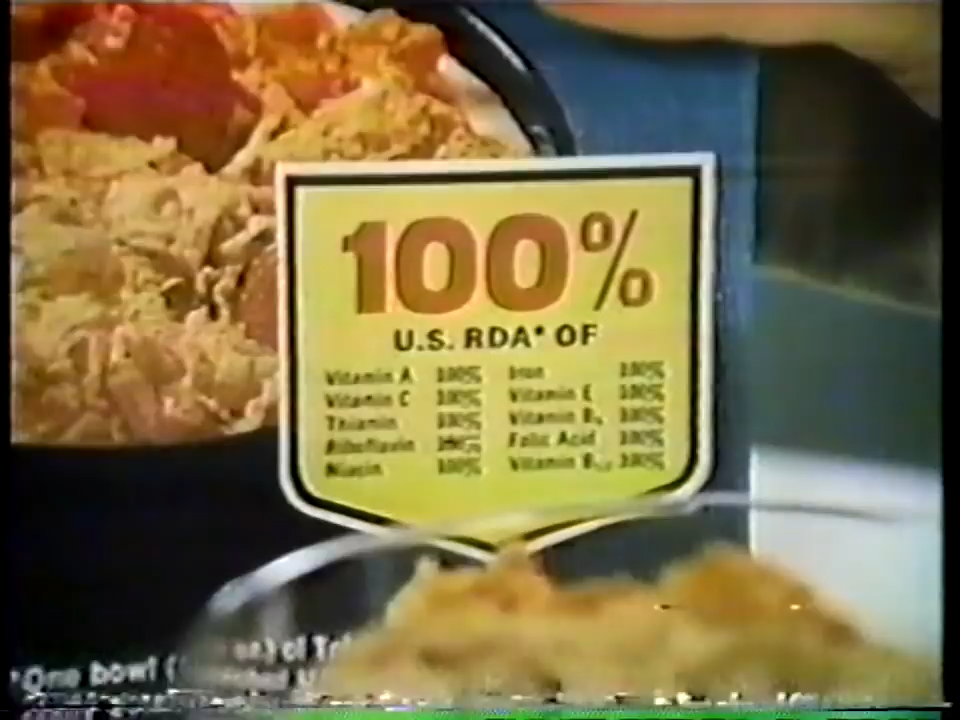 100%
U.S. RDA* OF
Vitamin A 100% Iron 100%
Vitamin C 100% Vitamin E 100%
Thiamin 100% Vitamin B₆ 100%
Riboflavin 100% Folic Acid 100%
Niacin 100% Vitamin B₁₂ 100%
*One bowl ( of